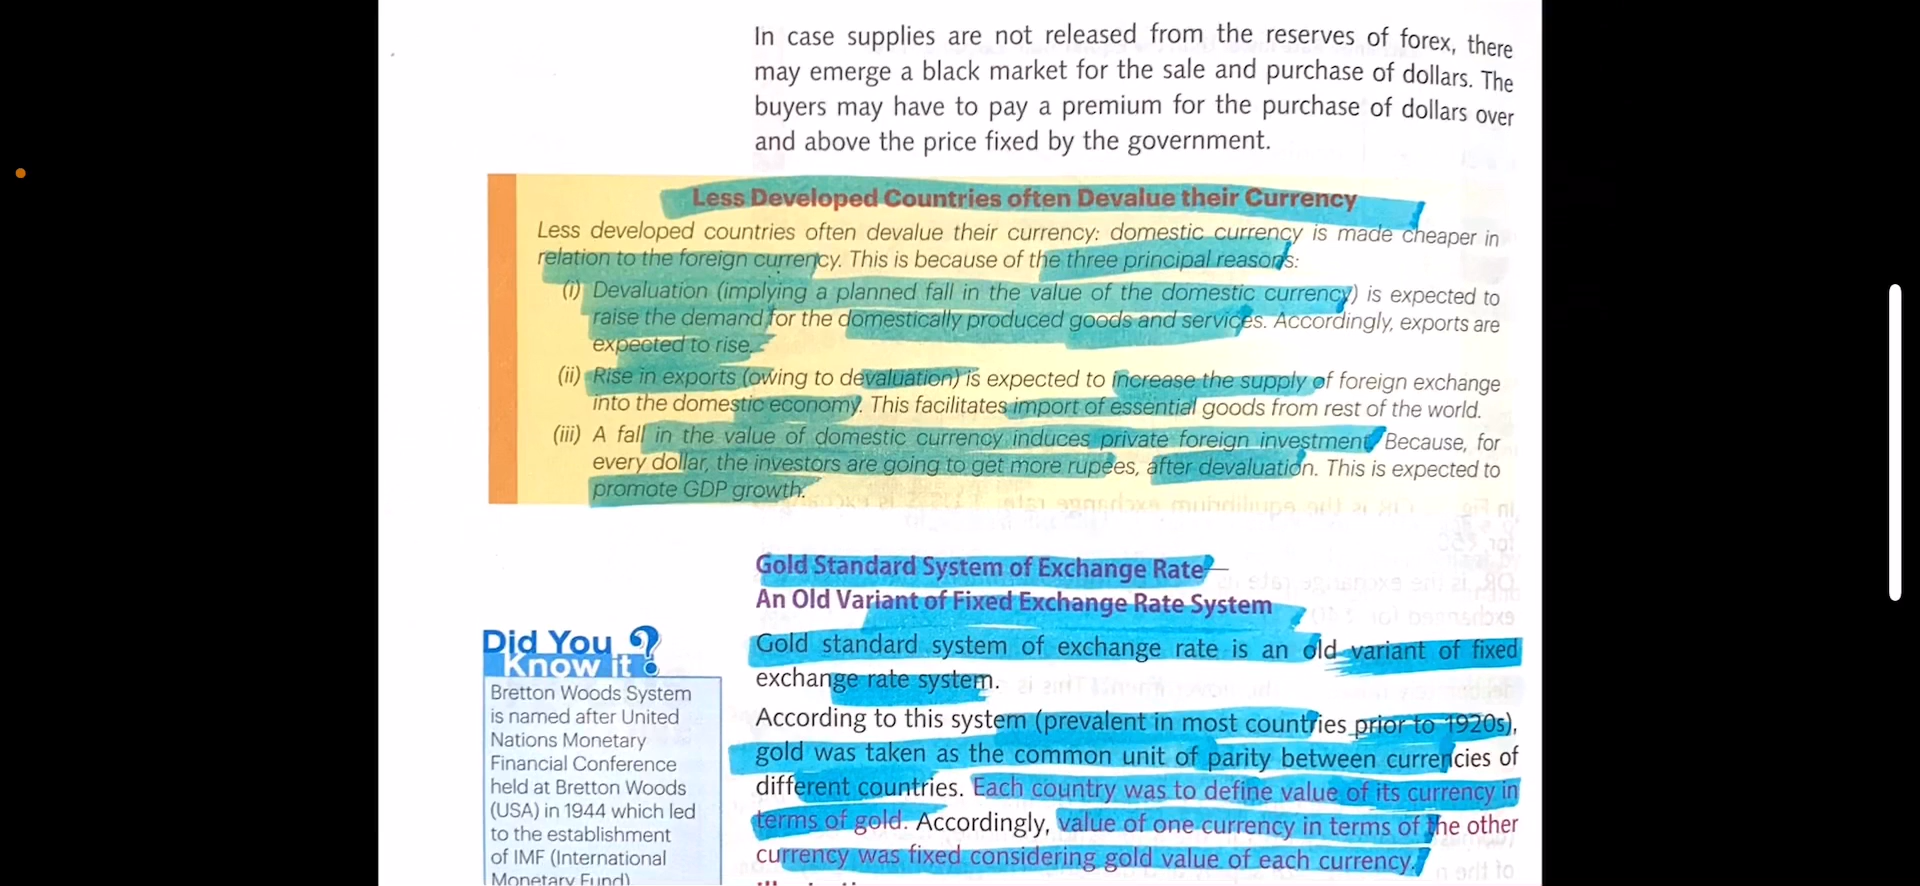 In case supplies are not released from the reserves of forex, there
may emerge a black market for the sale and purchase of dollars. The
buyers may have to pay a premium for the purchase of dollars over
and above the price fixed by the government.
Less Developed Countries often Devalue their Currency
Less developed countries often devalue their currency: domestic currency is made cheaper in
relation to the foreign currency. This is because of the three principal reasons:
(i) Devaluation (implying a planned fall in the value of the domestic currency) is expected to
raise the demand for the domestically produced goods and services. Accordingly, exports are
expected to rise.
(ii) Rise in exports (owing to devaluation) is expected to increase the supply of foreign exchange
into the domestic economy. This facilitates import of essential goods from rest of the world.
(iii) A fall in the value of domestic currency induces private foreign investment. Because, for
every dollar, the investors are going to get more rupees, after devaluation. This is expected to
promote GDP growth.
Gold Standard System of Exchange Rate—
An Old Variant of Fixed Exchange Rate System
Gold standard system of exchange rate is an old variant of fixed
exchange rate system.
According to this system (prevalent in most countries prior to 1920s),
gold was taken as the common unit of parity between currencies of
different countries. Each country was to define value of its currency in
terms of gold. Accordingly, value of one currency in terms of the other
currency was fixed considering gold value of each currency.
Did You
Know it ?
Bretton Woods System
is named after United
Nations Monetary
Financial Conference
held at Bretton Woods
(USA) in 1944 which led
to the establishment
of IMF (International
Monetary Fund)